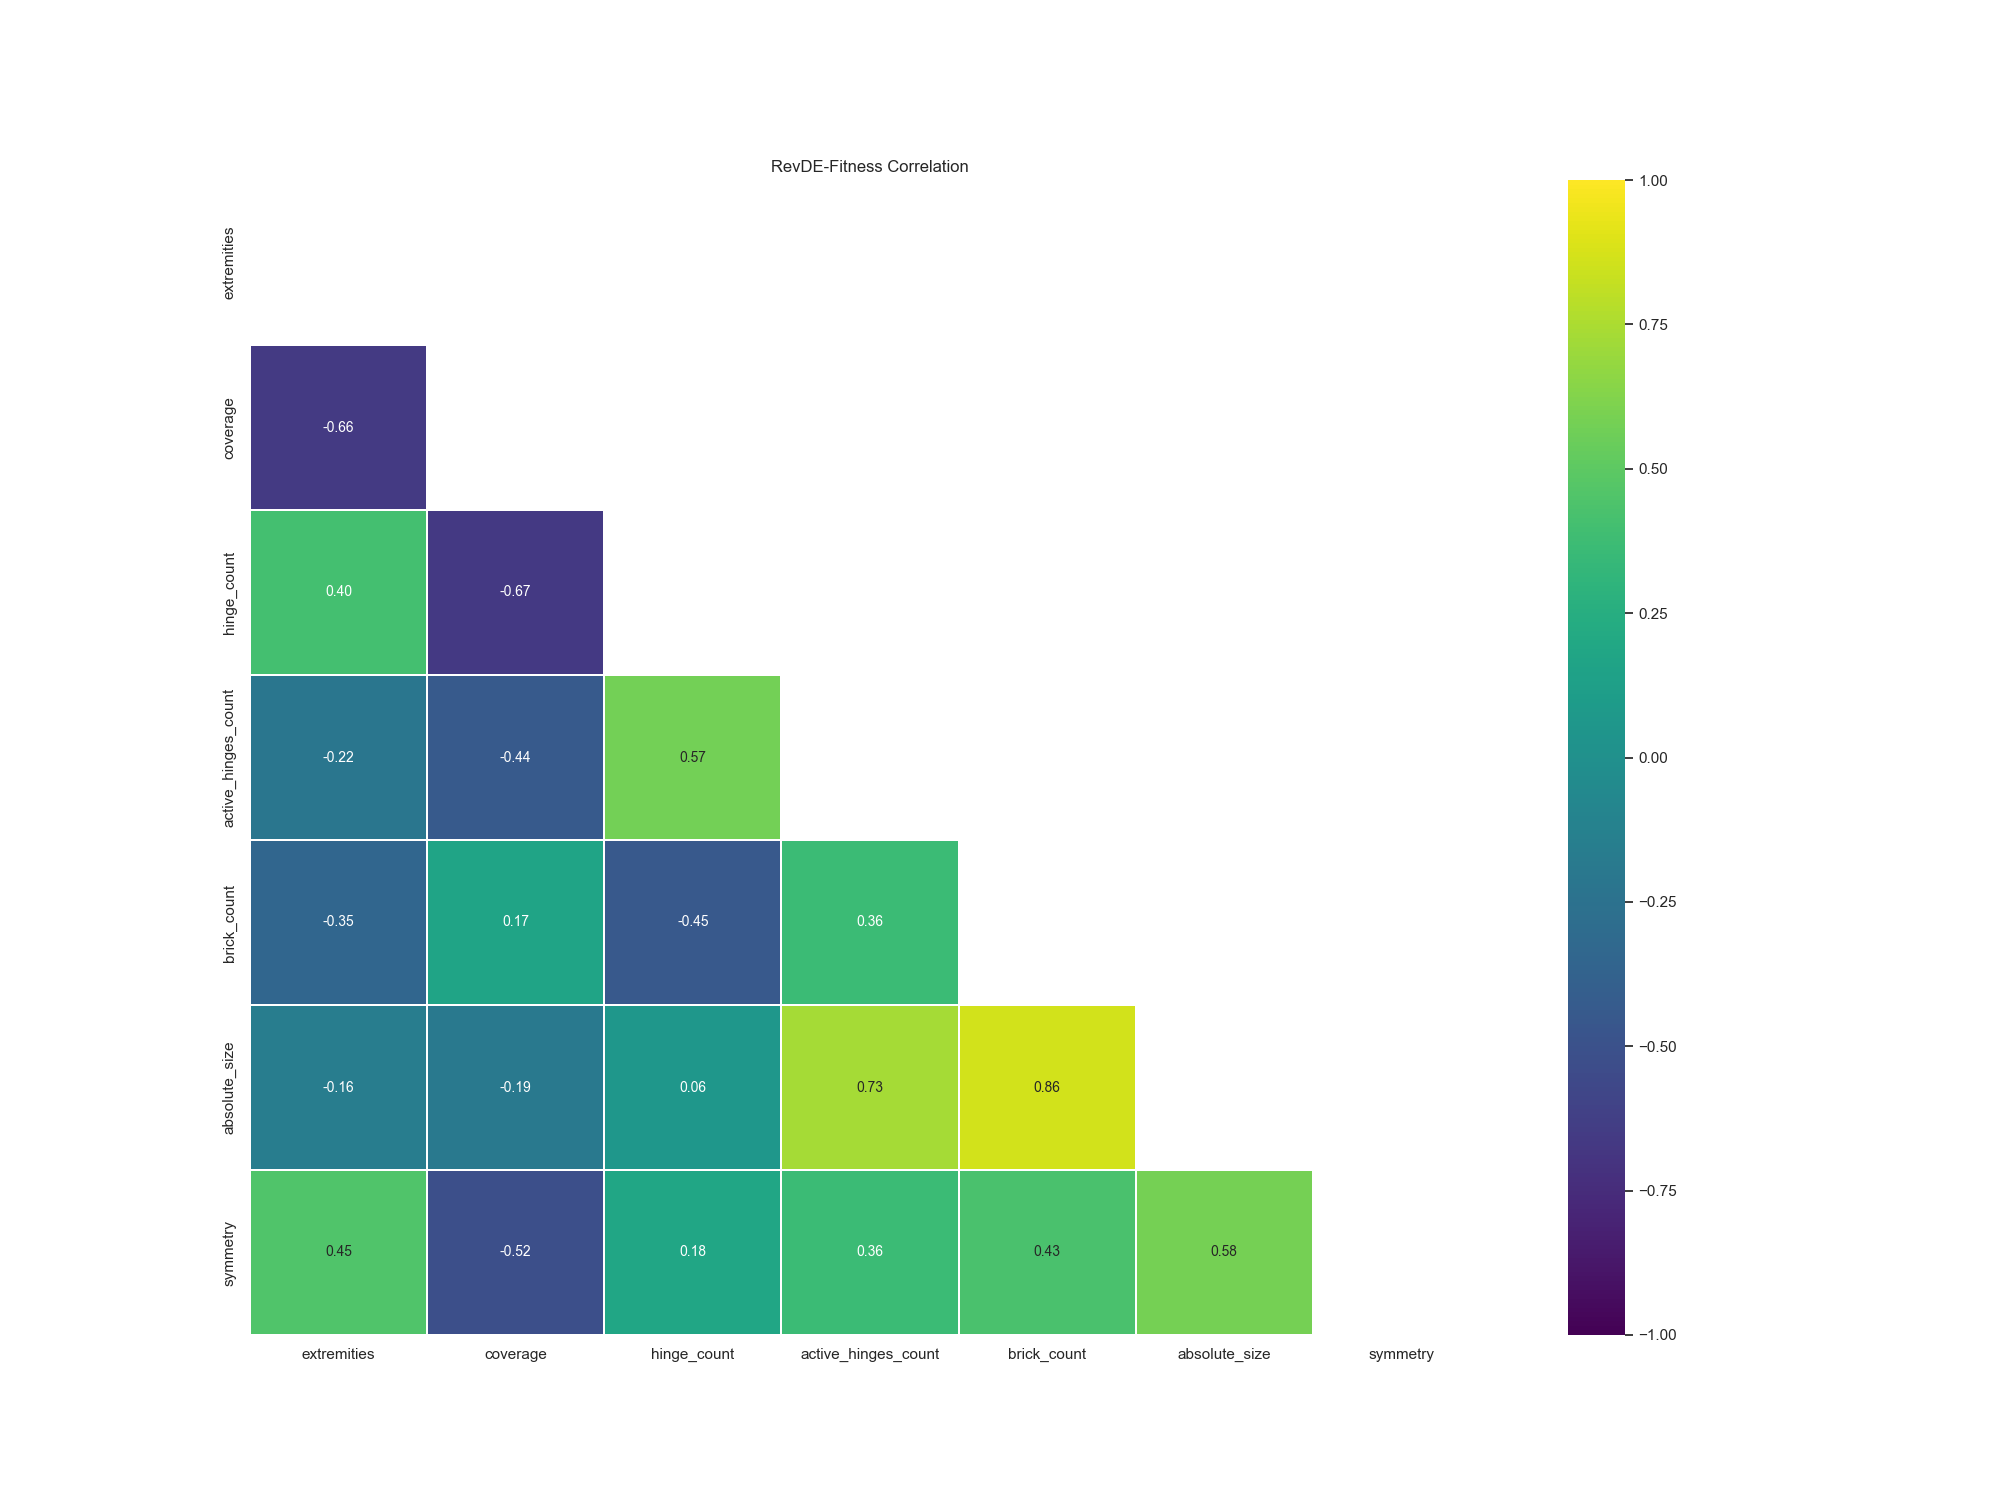 RevDE-Fitness Correlation
extremities
coverage
hinge_count
active_hinges_count
brick_count
absolute_size
symmetry
-0.66
0.40 -0.67
-0.22 -0.44 0.57
-0.35 0.17 -0.45 0.36
-0.16 -0.19 0.06 0.73 0.86
0.45 -0.52 0.18 0.36 0.43 0.58
extremities coverage hinge_count active_hinges_count brick_count absolute_size symmetry
1.00
0.75
0.50
0.25
0.00
−0.25
−0.50
−0.75
−1.00